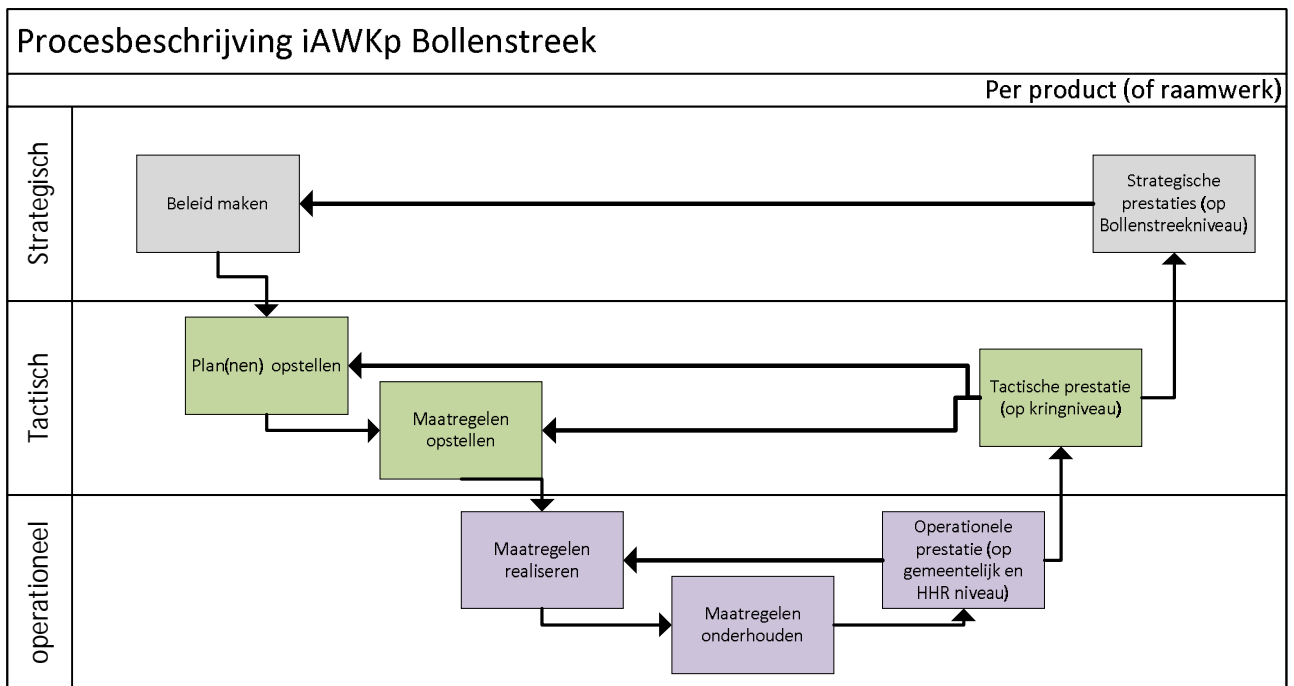 Procesbeschrijving iAWKp Bollenstreek
Per product (of raamwerk)
Strategisch
Beleid maken
Strategische
prestaties (op
Bollenstreekniveau)
Tactisch
Plan(nen) opstellen
Maatregelen
opstellen
Tactische prestatie
(op kringniveau)
operationeel
Maatregelen
realiseren
Operationele
prestatie (op
gemeentelijk en
HHR niveau)
Maatregelen
onderhouden